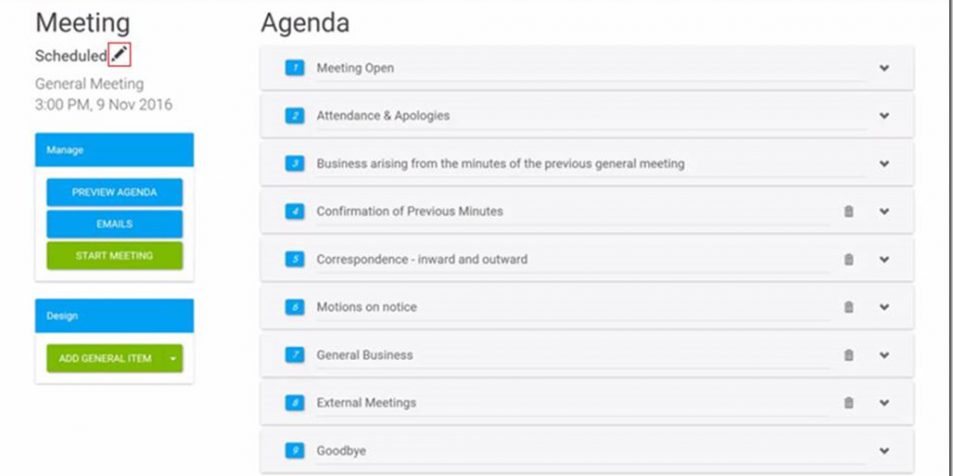 Meeting
Scheduled
General Meeting
3:00 PM, 9 Nov 2016
Manage
PREVIEW AGENDA
EMAILS
START MEETING
Design
ADD GENERAL ITEM
Agenda
1 Meeting Open
2 Attendance & Apologies
3 Business arising from the minutes of the previous general meeting
4 Confirmation of Previous Minutes
5 Correspondence - inward and outward
6 Motions on notice
7 General Business
8 External Meetings
9 Goodbye